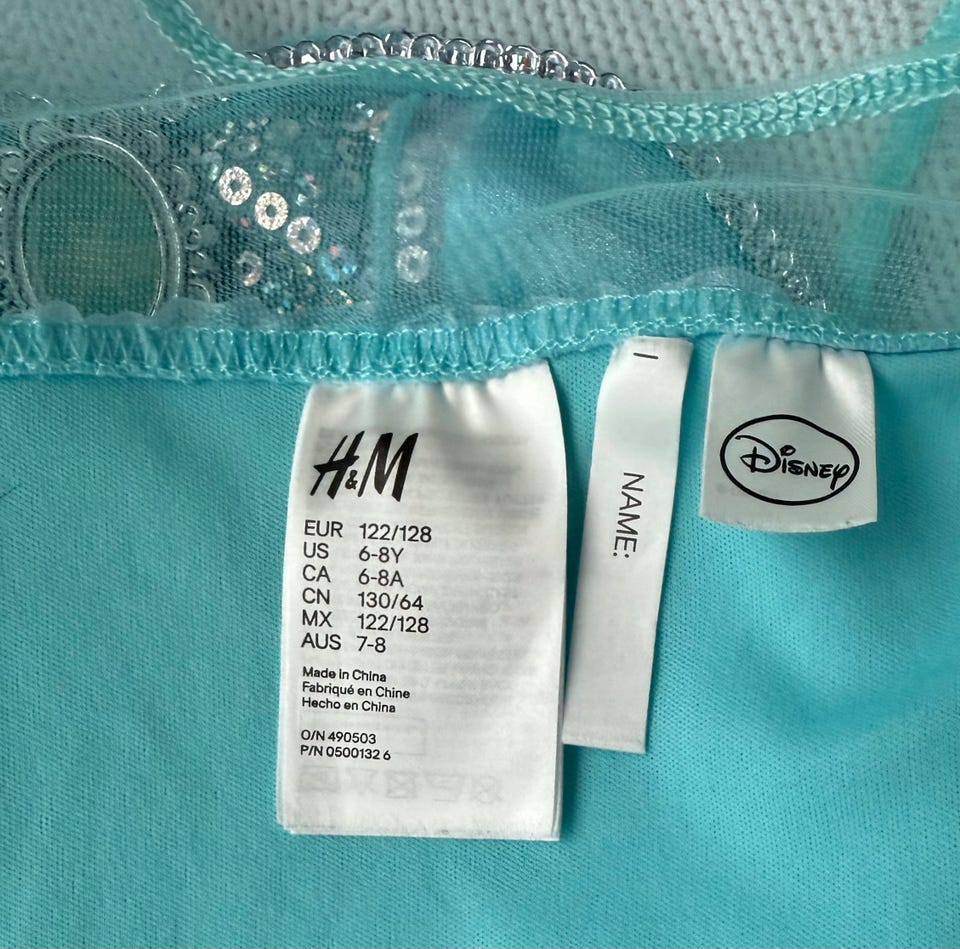 H&M
EUR 122/128
US 6-8Y
CA 6-8A
CN 130/64
MX 122/128
AUS 7-8
Made in China
Fabriqué en Chine
Hecho en China
O/N 490503
P/N 0500132 6
NAME:
Disney